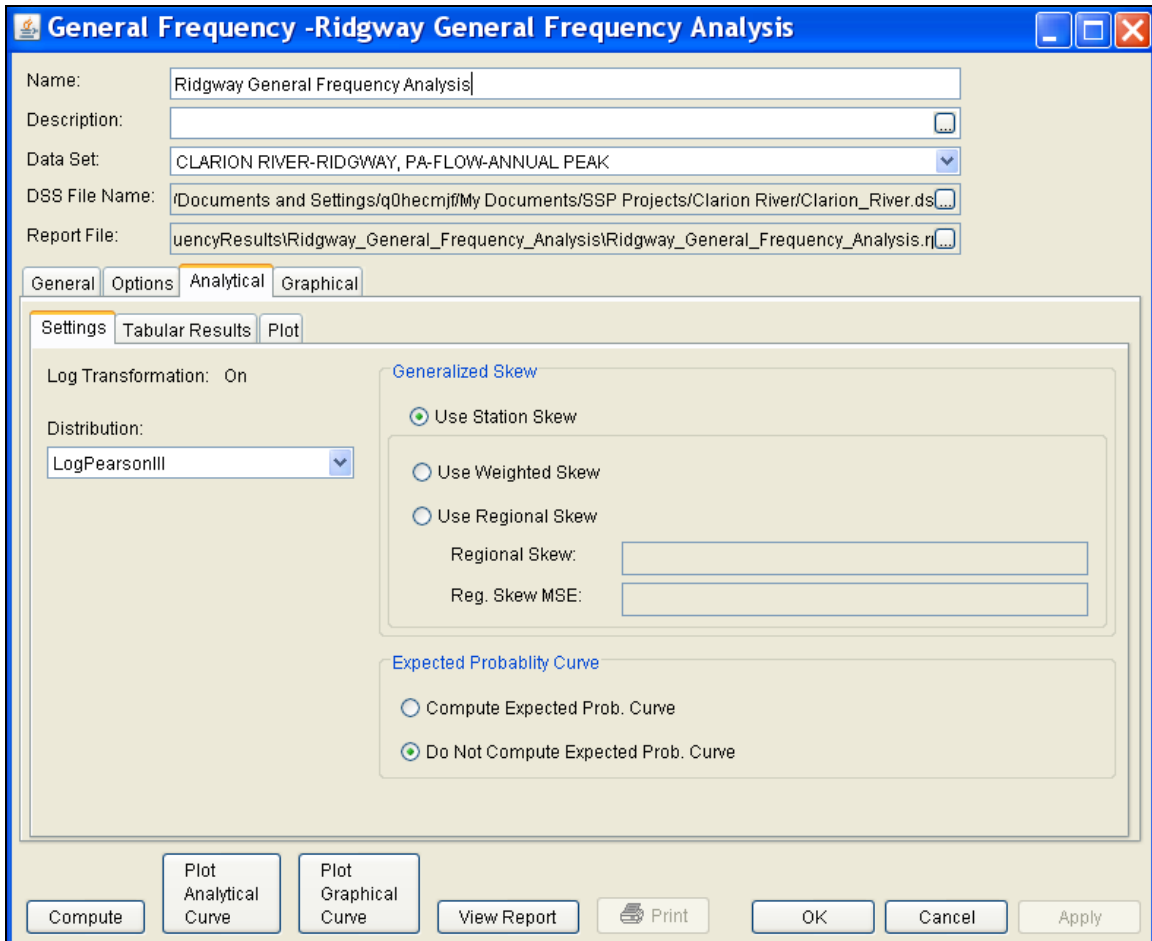 General Frequency -Ridgway General Frequency Analysis
Name: Ridgway General Frequency Analysis
Description: ...
Data Set: CLARION RIVER-RIDGWAY, PA-FLOW-ANNUAL PEAK
DSS File Name: /Documents and Settings/q0hecmjf/My Documents/SSP Projects/Clarion River/Clarion_River.ds ...
Report File: uencyResults\Ridgway_General_Frequency_Analysis\Ridgway_General_Frequency_Analysis.rp ...
General Options Analytical Graphical
Settings Tabular Results Plot
Log Transformation: On
Distribution:
LogPearsonIII
Generalized Skew
Use Station Skew
Use Weighted Skew
Use Regional Skew
Regional Skew:
Reg. Skew MSE:
Expected Probablity Curve
Compute Expected Prob. Curve
Do Not Compute Expected Prob. Curve
Compute
Plot
Analytical
Curve
Plot
Graphical
Curve
View Report
Print
OK
Cancel
Apply